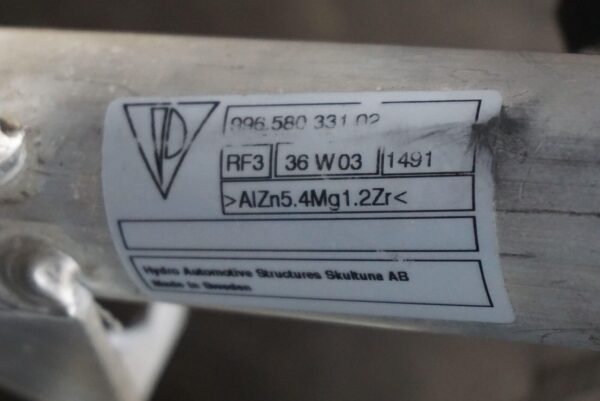 996.580 331 02
RF3 36 W 03 1491
>AlZn5.4Mg1.2Zr<
Hydro Automotive Structures Skultuna AB
Made in Sweden